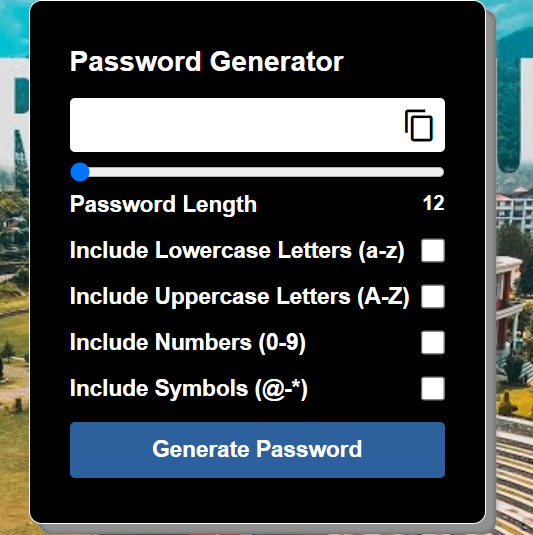 Password Generator
Password Length 12
Include Lowercase Letters (a-z)
Include Uppercase Letters (A-Z)
Include Numbers (0-9)
Include Symbols (@-*)
Generate Password